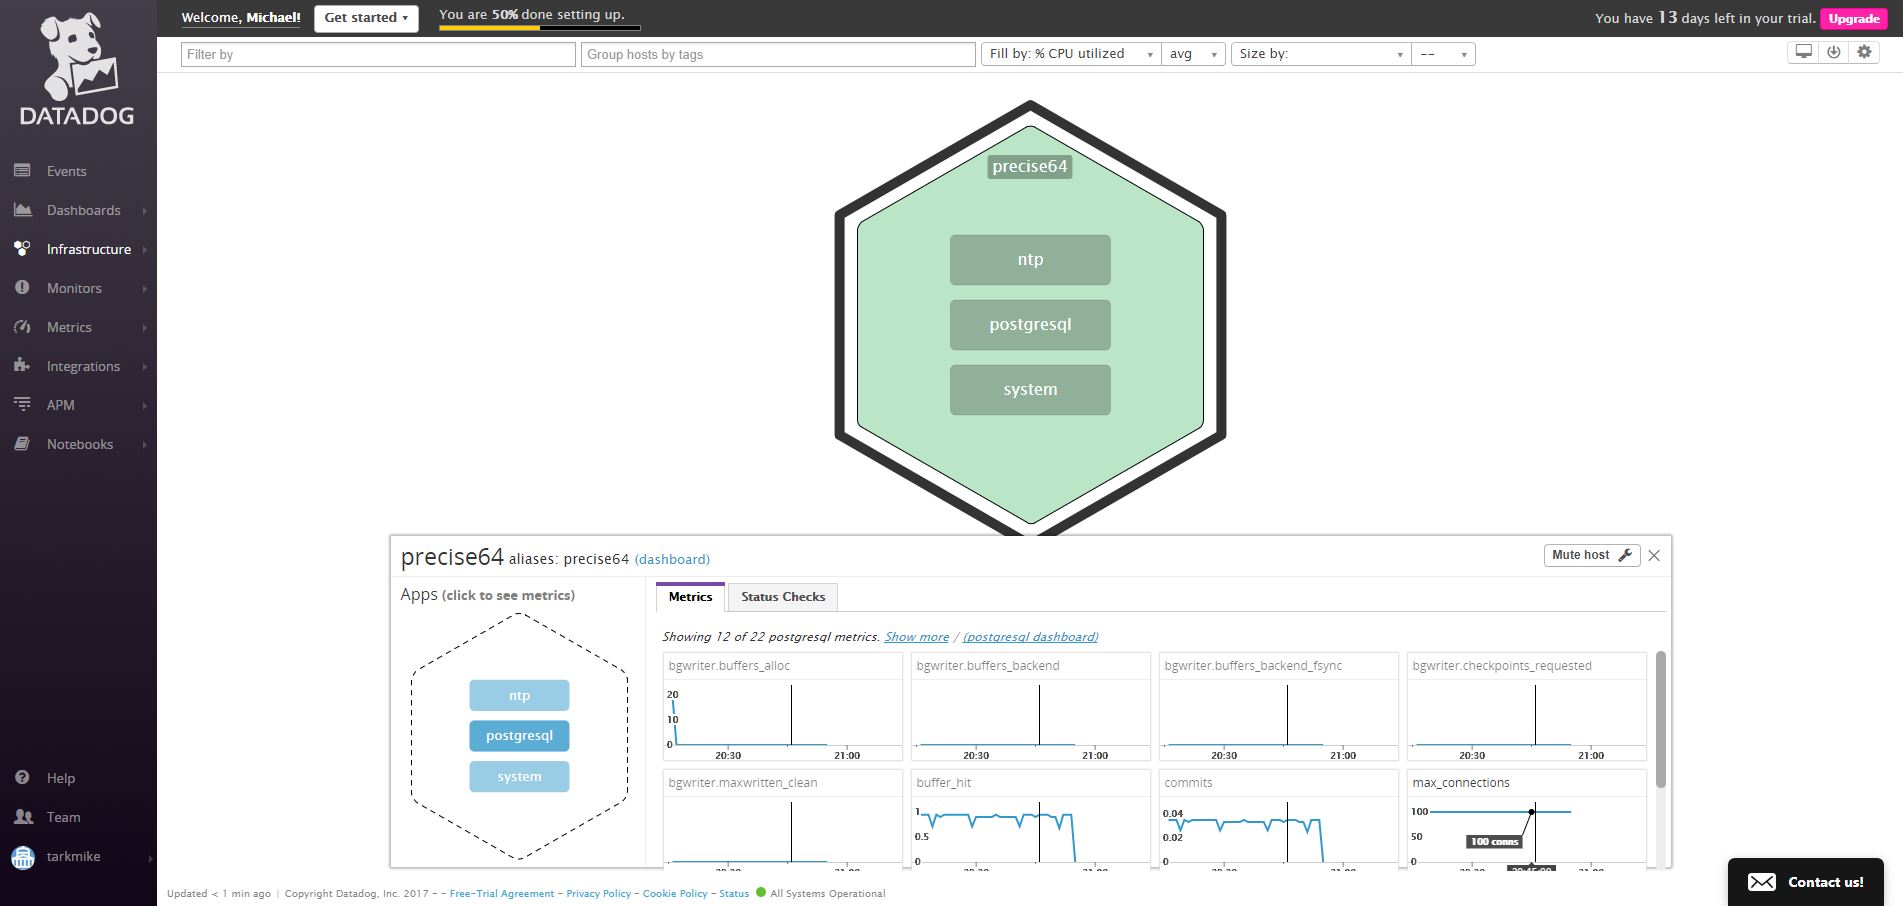 DATADOG
Events
Dashboards
Infrastructure
Monitors
Metrics
Integrations
APM
Notebooks
Help
Team
tarkmike
Welcome, Michael!
Get started
You are 50% done setting up.
You have 13 days left in your trial.
Upgrade
Filter by
Group hosts by tags
Fill by: % CPU utilized
avg
Size by:
--
precise64
ntp
postgresql
system
precise64 aliases: precise64 (dashboard)
Mute host
Apps (click to see metrics)
ntp
postgresql
system
Metrics
Status Checks
Showing 12 of 22 postgresql metrics. Show more / (postgresql dashboard)
bgwriter.buffers_alloc
20
10
0
20:30
21:00
bgwriter.buffers_backend
20:30
21:00
bgwriter.buffers_backend_fsync
20:30
21:00
bgwriter.checkpoints_requested
20:30
21:00
bgwriter.maxwritten_clean
buffer_hit
1
0.5
0
commits
0.04
0.02
0
max_connections
100
50
0
100 conns
Updated < 1 min ago | Copyright Datadog, Inc. 2017 - - Free-Trial Agreement - Privacy Policy - Cookie Policy - Status All Systems Operational
Contact us!